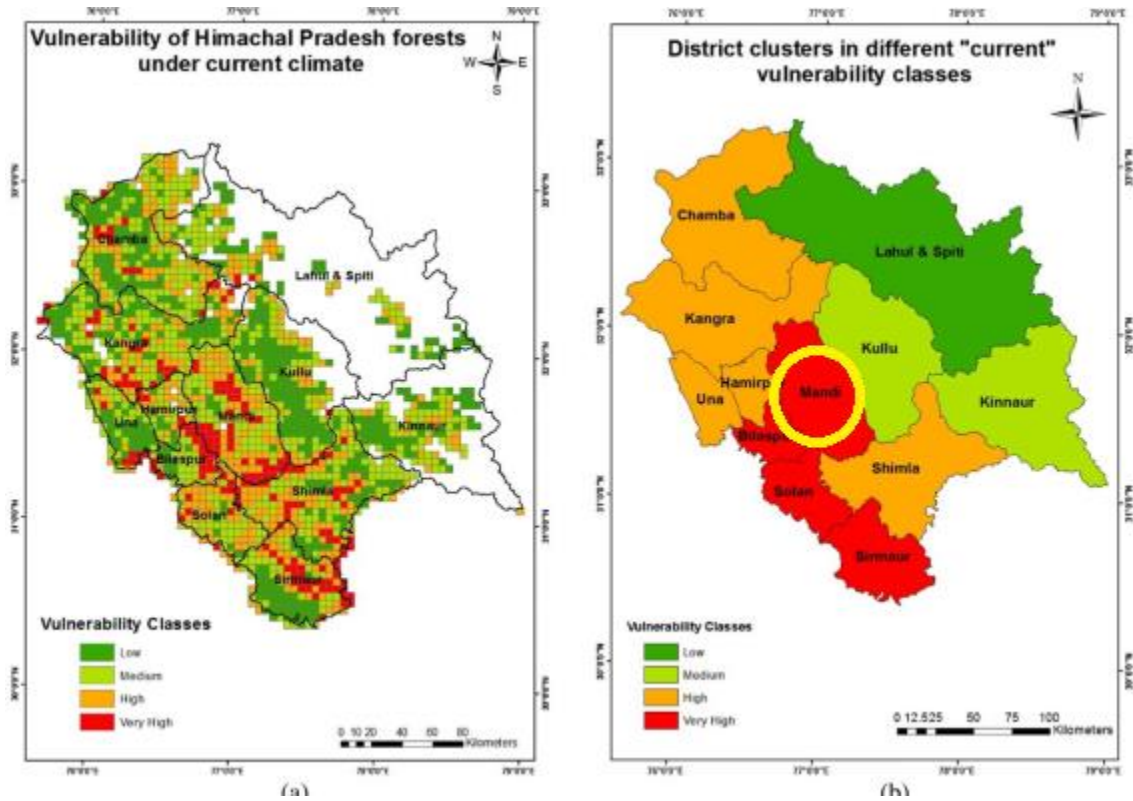 Vulnerability of Himachal Pradesh forests
under current climate
N
W E
S
Chamba
Lahul & Spiti
Kangra
Kullu
Hamirpur
Mandi
Una
Kinnaur
Bilaspur
Shimla
Solan
Sirmaur
Vulnerability Classes
Low
Medium
High
Very High
0 10 20 40 60 80
Kilometers
(a)
District clusters in different "current"
vulnerability classes
N
Chamba
Lahul & Spiti
Kangra
Kullu
Hamirp
Mandi
Una
Kinnaur
Bilaspu
Shimla
Solan
Sirmaur
Vulnerability Classes
Low
Medium
High
Very High
0 12.525 50 75 100
Kilometers
(b)